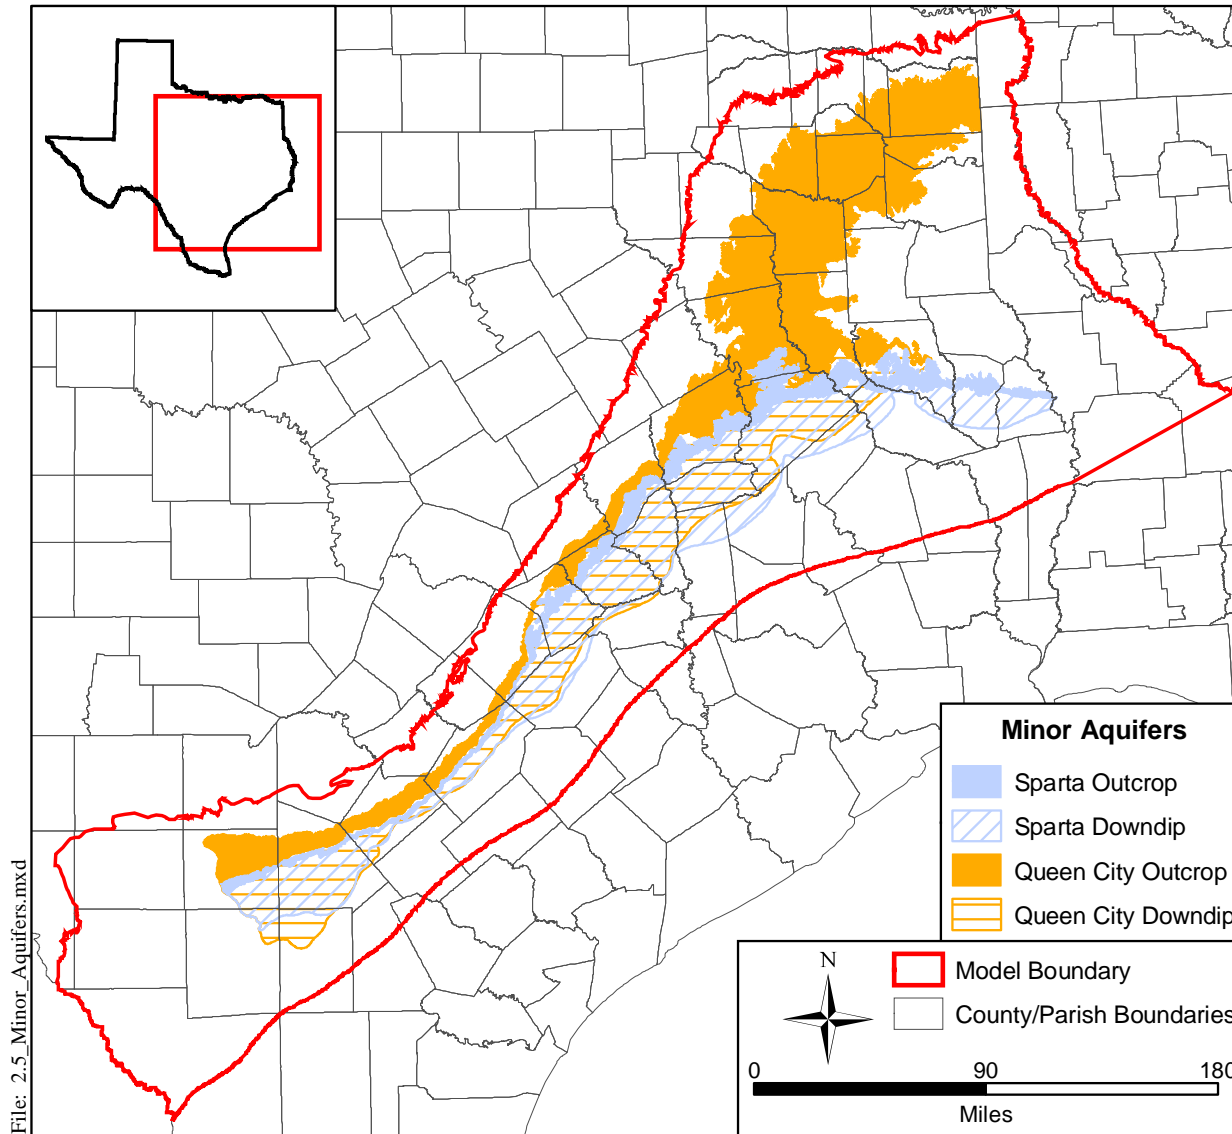 Minor Aquifers
Sparta Outcrop
Sparta Downdip
Queen City Outcrop
Queen City Downdip
N
Model Boundary
County/Parish Boundaries
0 90 180
Miles
File: 2.5_Minor_Aquifers.mxd